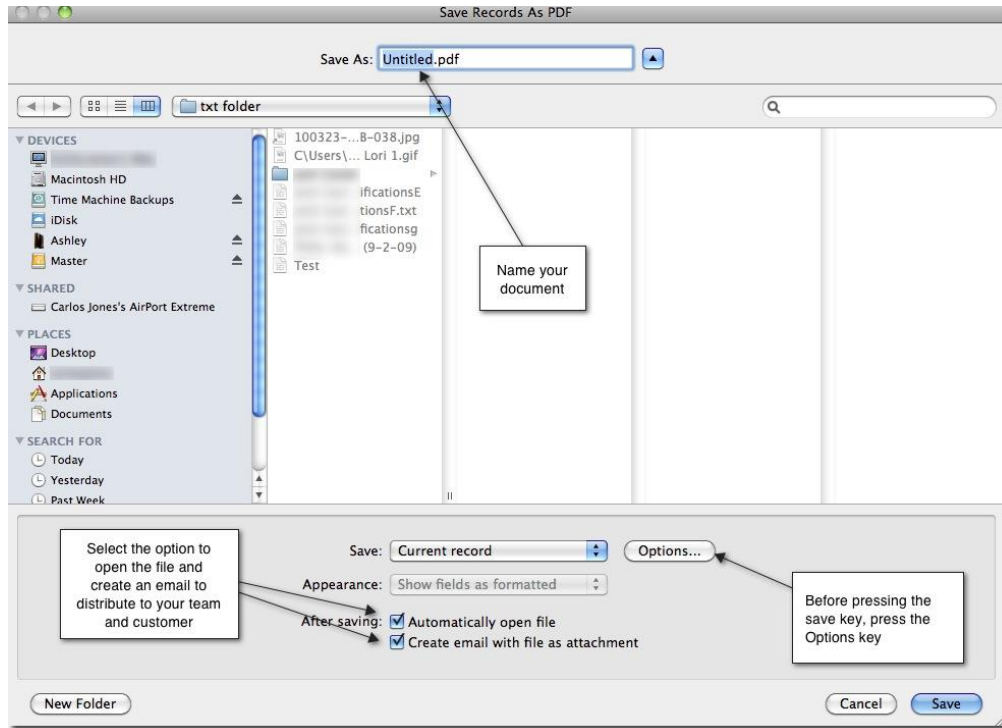 Save Records As PDF
Save As: Untitled.pdf
txt folder
DEVICES
Macintosh HD
Time Machine Backups
iDisk
Ashley
Master
SHARED
Carlos Jones's AirPort Extreme
PLACES
Desktop
Applications
Documents
SEARCH FOR
Today
Yesterday
Past Week
100323-...B-038.jpg
C\Users\... Lori 1.gif
ificationsE
tionsF.txt
ficationsg
(9-2-09)
Test
Name your
document
Select the option to
open the file and
create an email to
distribute to your team
and customer
Save: Current record
Options...
Appearance: Show fields as formatted
After saving: Automatically open file
Create email with file as attachment
Before pressing the
save key, press the
Options key
New Folder
Cancel
Save